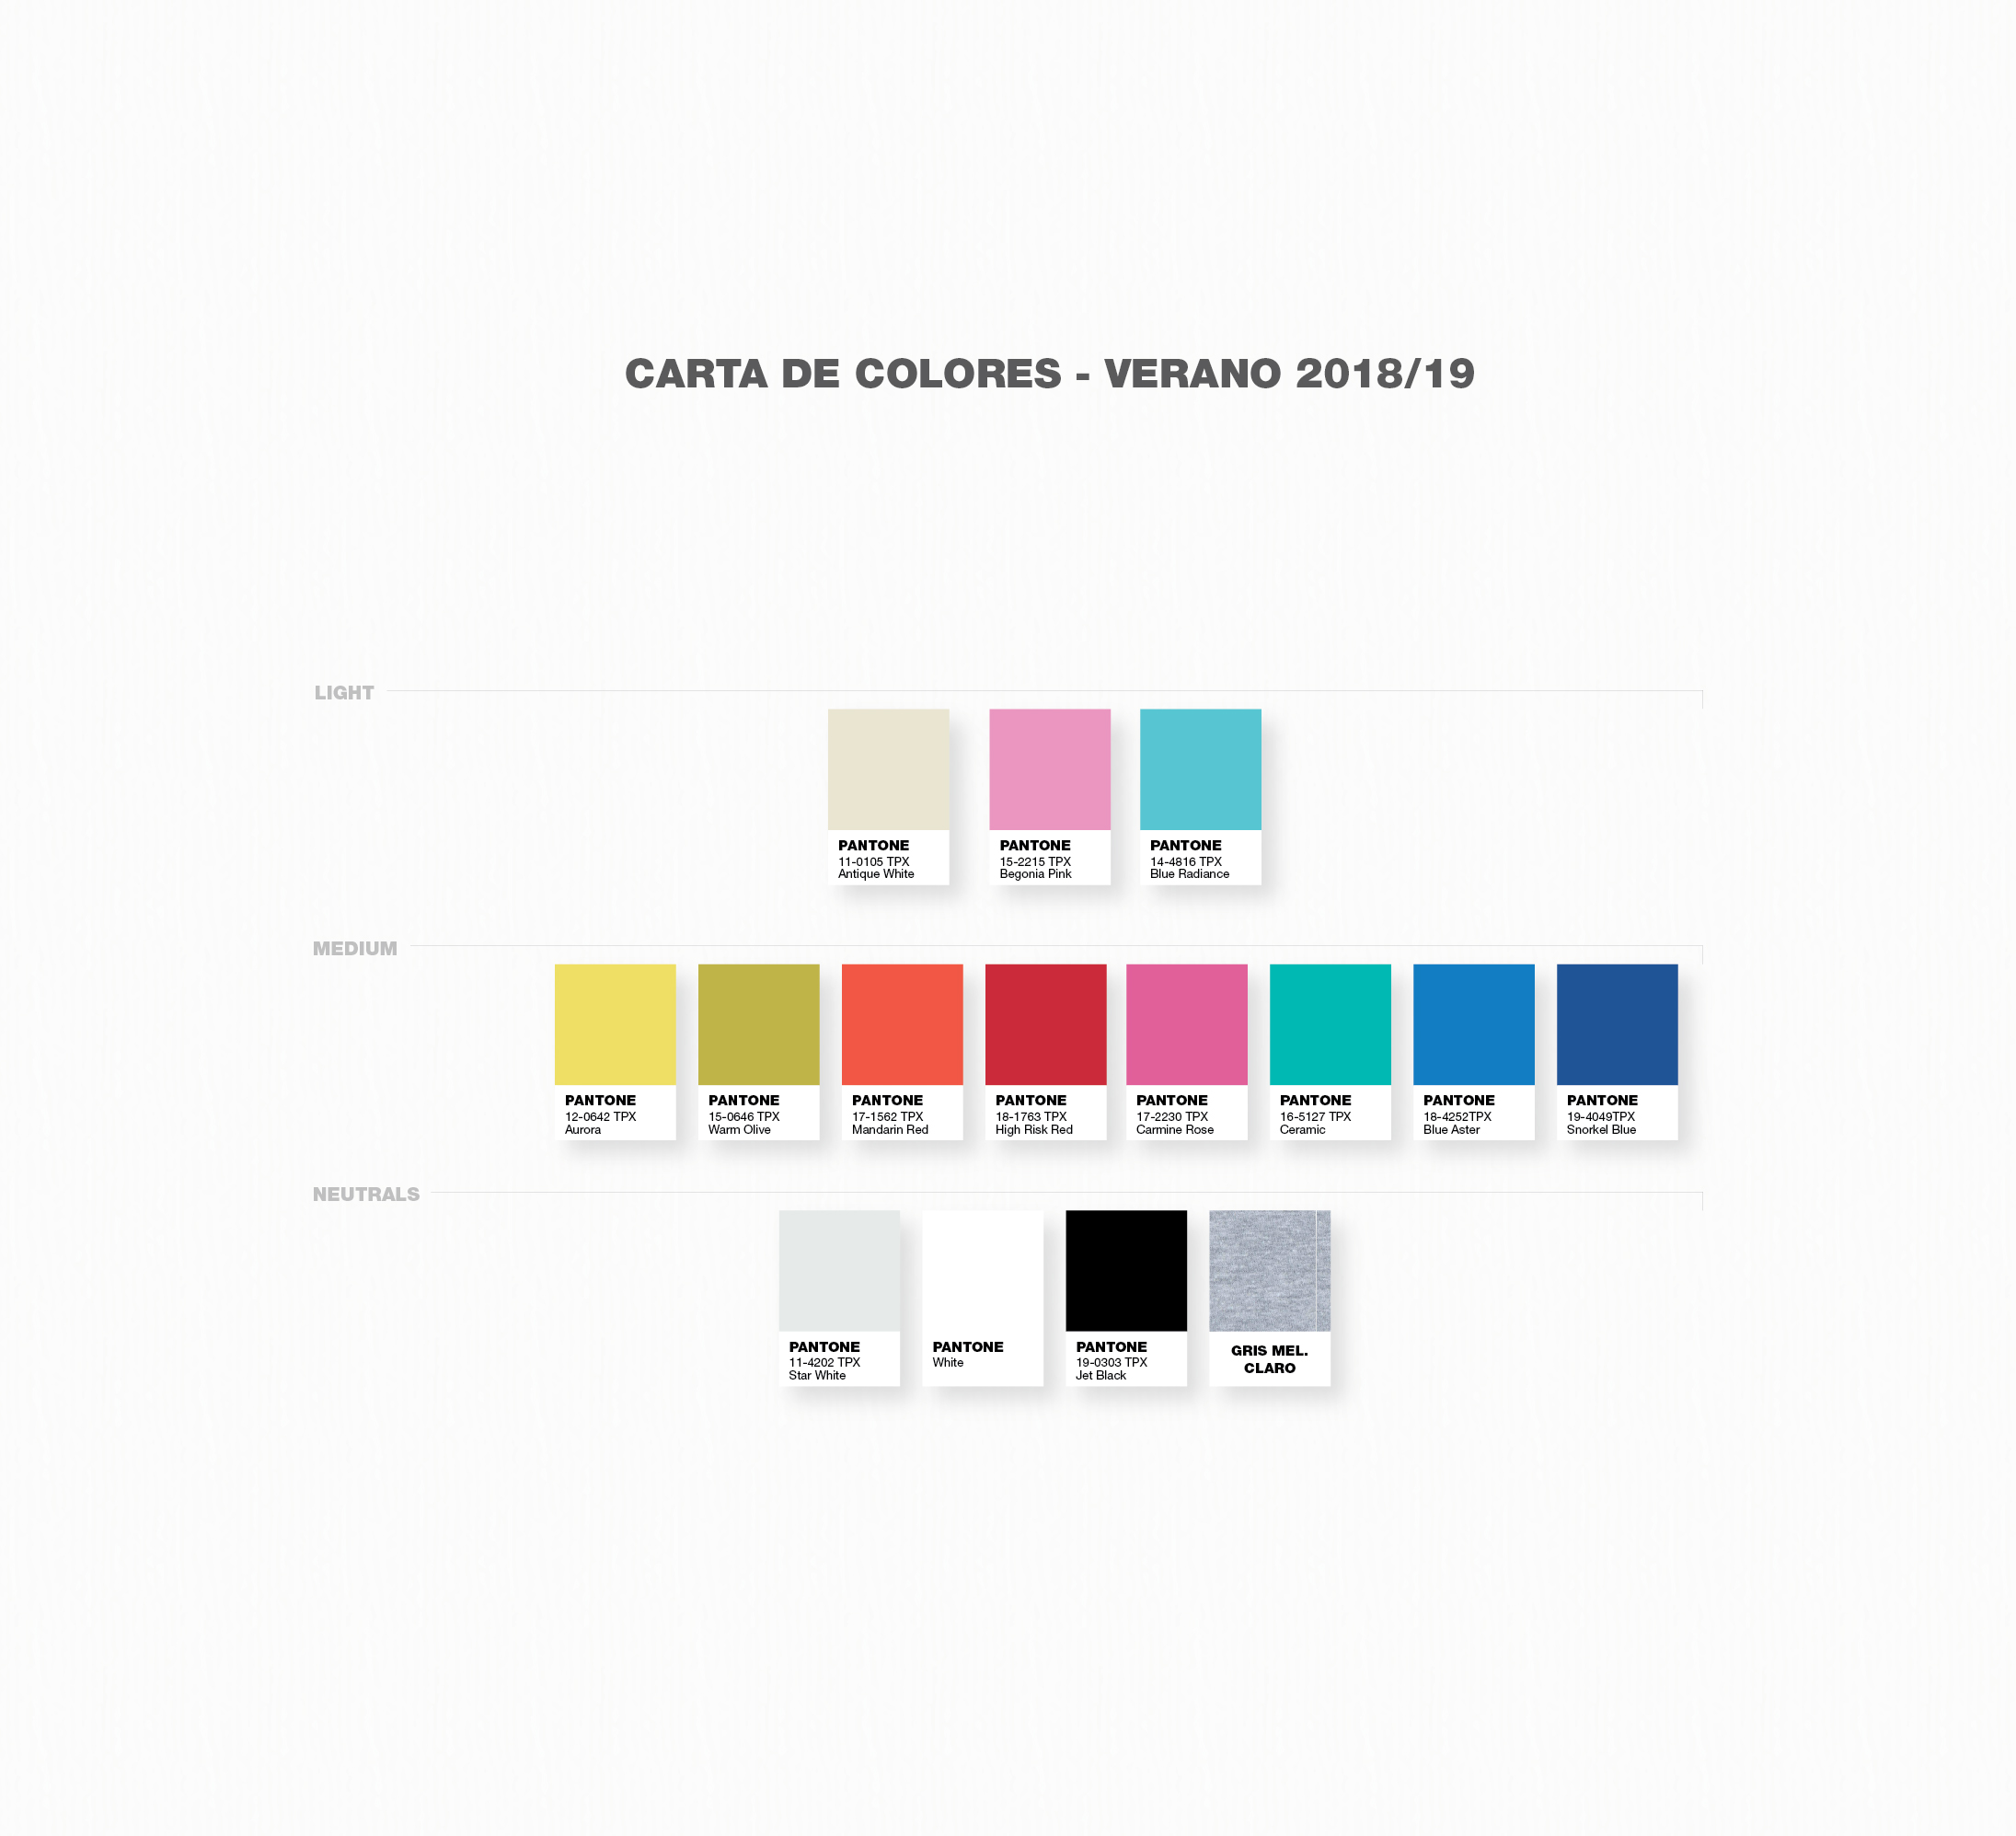 CARTA DE COLORES - VERANO 2018/19
LIGHT
PANTONE
11-0105 TPX
Antique White
PANTONE
15-2215 TPX
Begonia Pink
PANTONE
14-4816 TPX
Blue Radiance
MEDIUM
PANTONE
12-0642 TPX
Aurora
PANTONE
15-0646 TPX
Warm Olive
PANTONE
17-1562 TPX
Mandarin Red
PANTONE
18-1763 TPX
High Risk Red
PANTONE
17-2230 TPX
Carmine Rose
PANTONE
16-5127 TPX
Ceramic
PANTONE
18-4252TPX
Blue Aster
PANTONE
19-4049TPX
Snorkel Blue
NEUTRALS
PANTONE
11-4202 TPX
Star White
PANTONE
White
PANTONE
19-0303 TPX
Jet Black
GRIS MEL.
CLARO